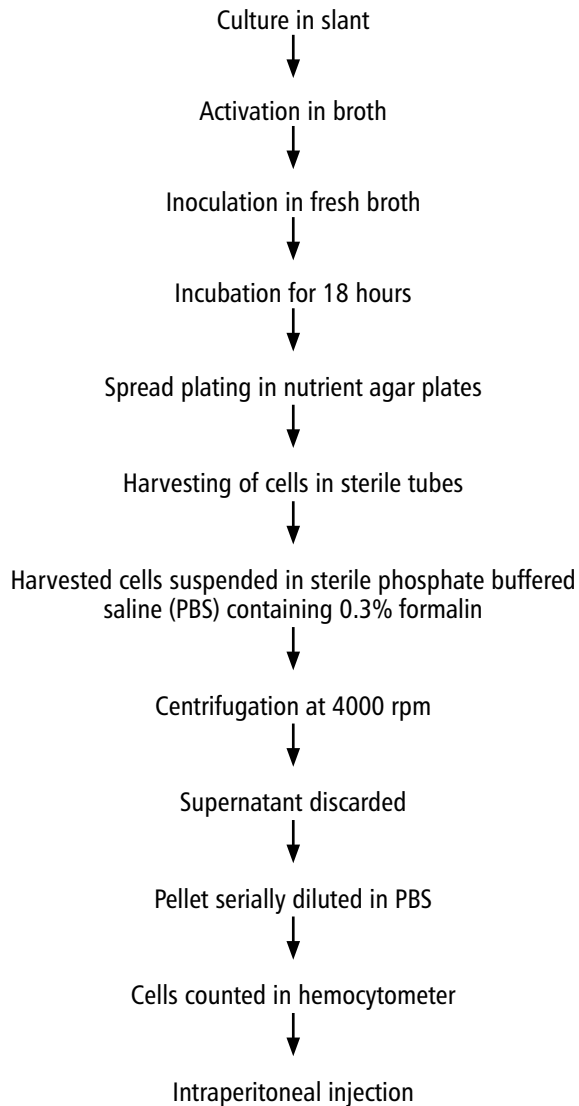 Culture in slant
Activation in broth
Inoculation in fresh broth
Incubation for 18 hours
Spread plating in nutrient agar plates
Harvesting of cells in sterile tubes
Harvested cells suspended in sterile phosphate buffered
saline (PBS) containing 0.3% formalin
Centrifugation at 4000 rpm
Supernatant discarded
Pellet serially diluted in PBS
Cells counted in hemocytometer
Intraperitoneal injection